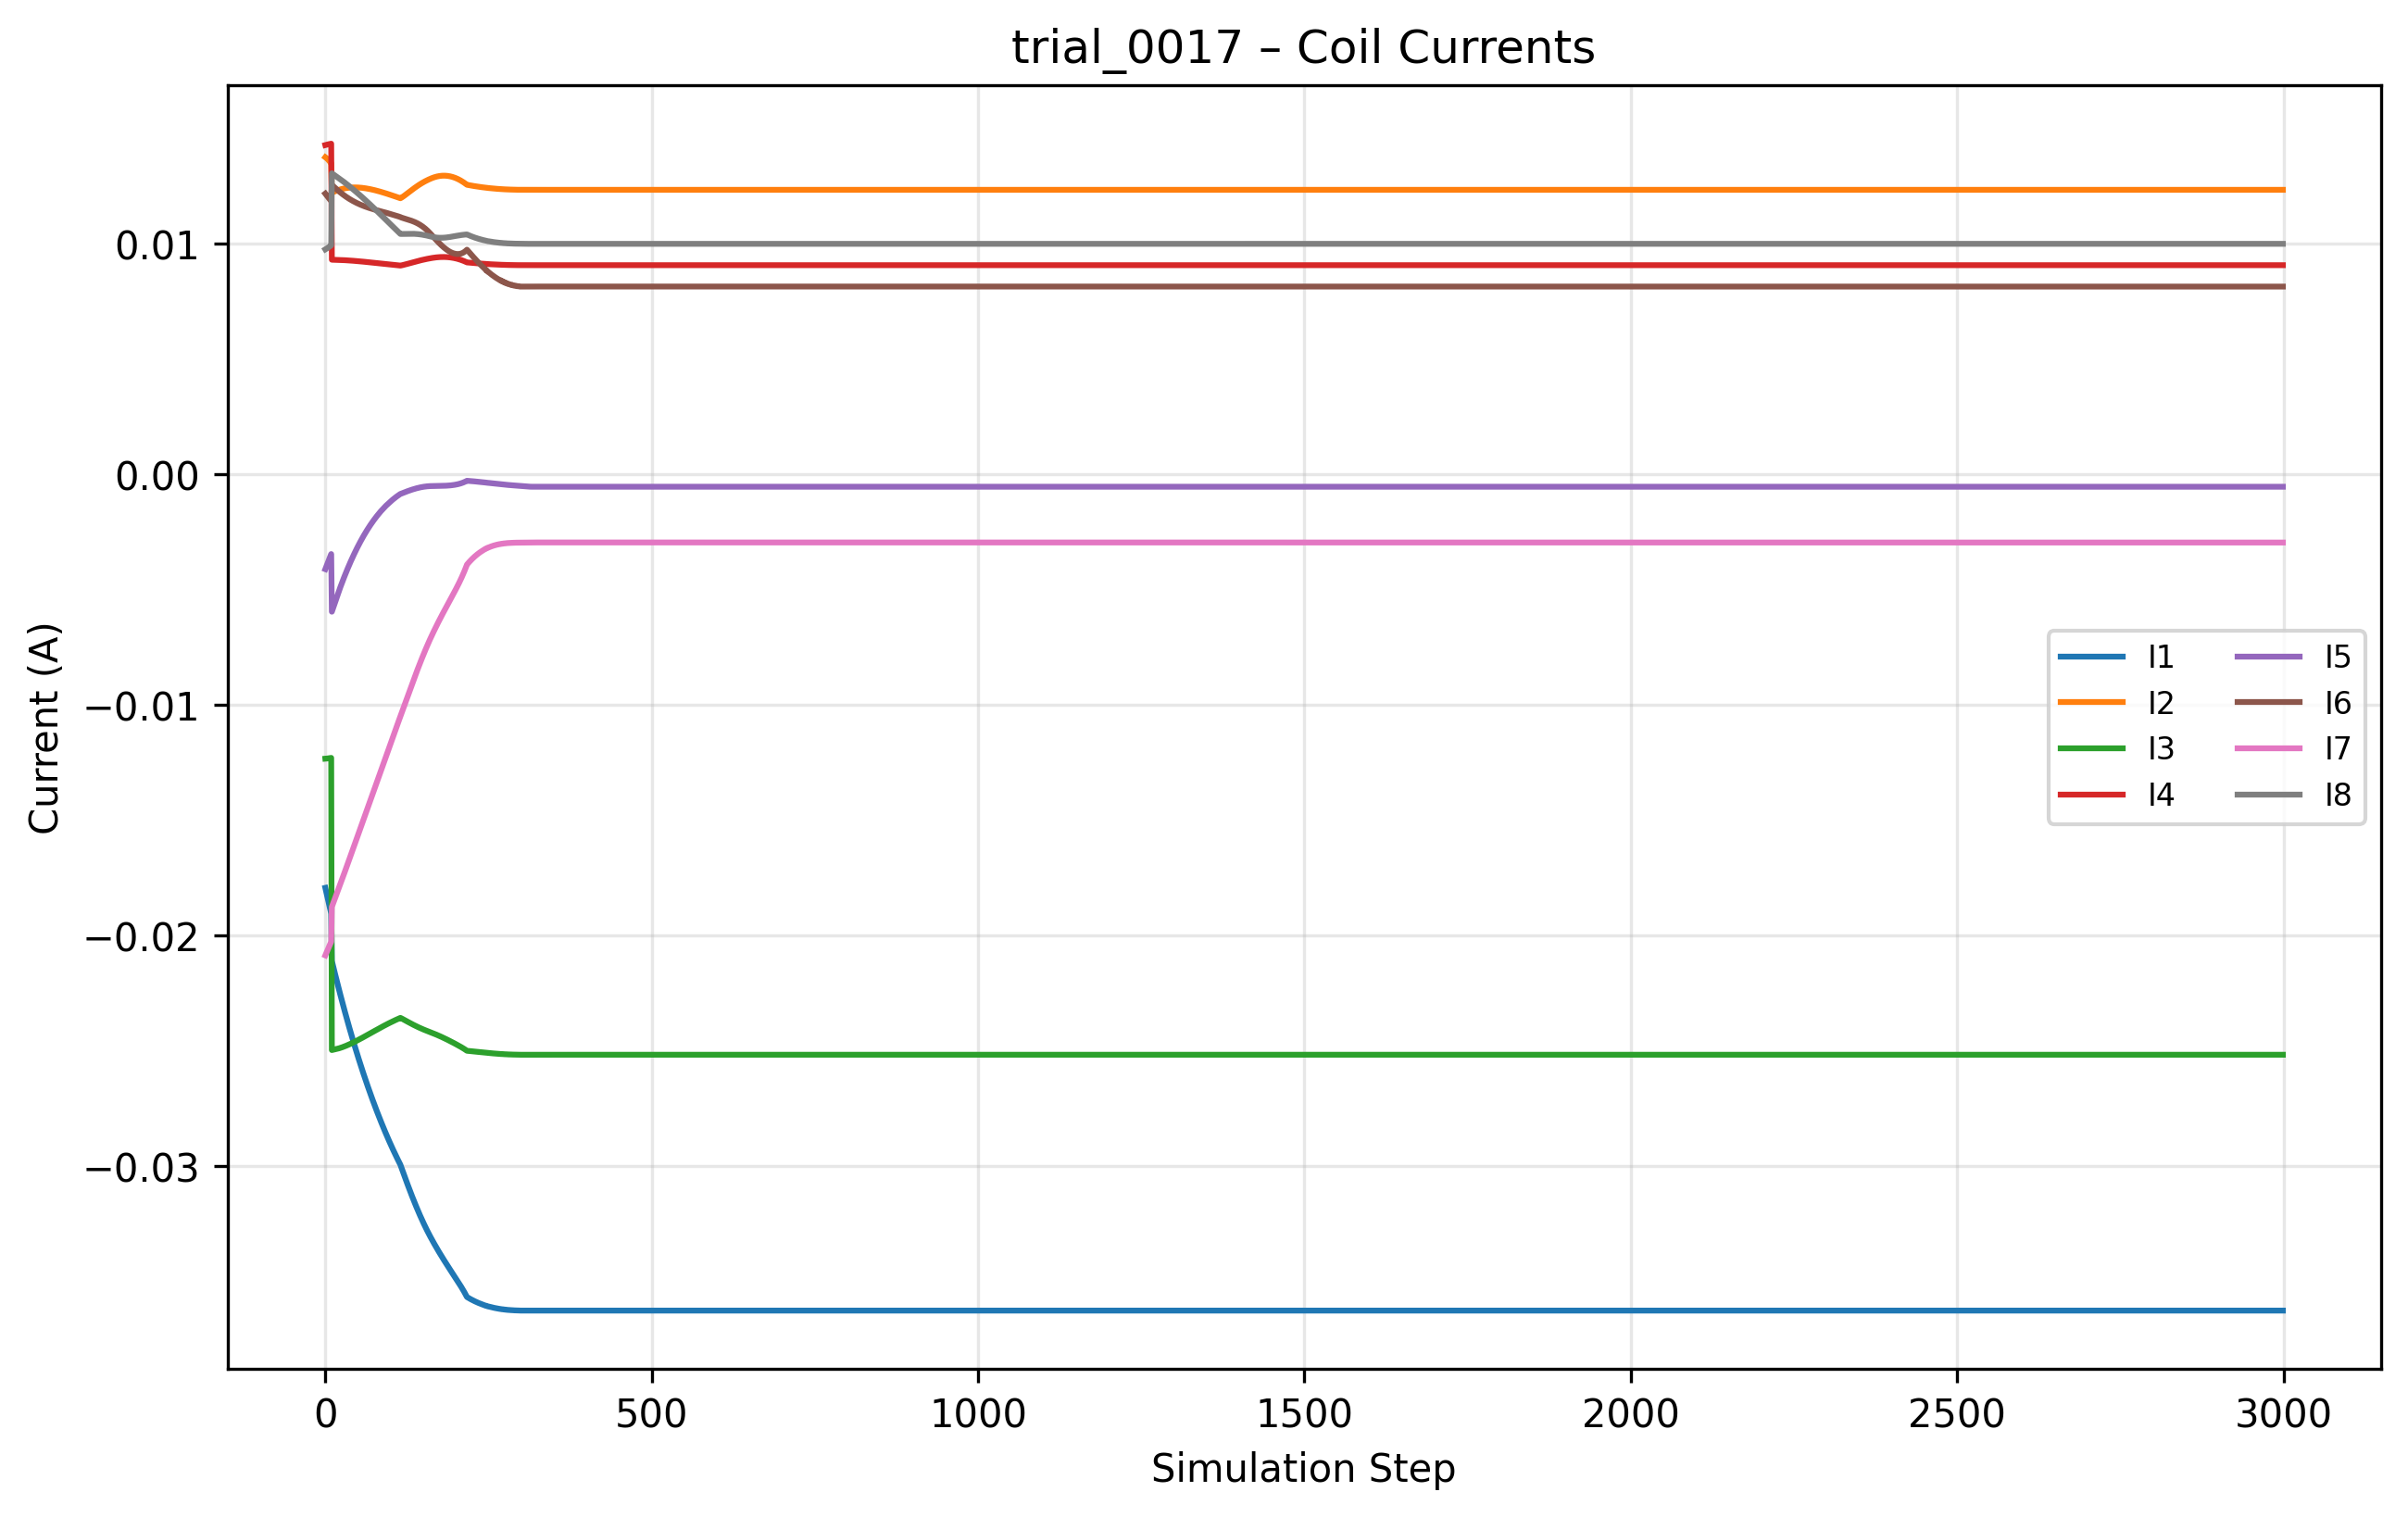 trial_0017 – Coil Currents
Current (A)
0.01
0.00
−0.01
−0.02
−0.03
I1
I2
I3
I4
I5
I6
I7
I8
0 500 1000 1500 2000 2500 3000
Simulation Step